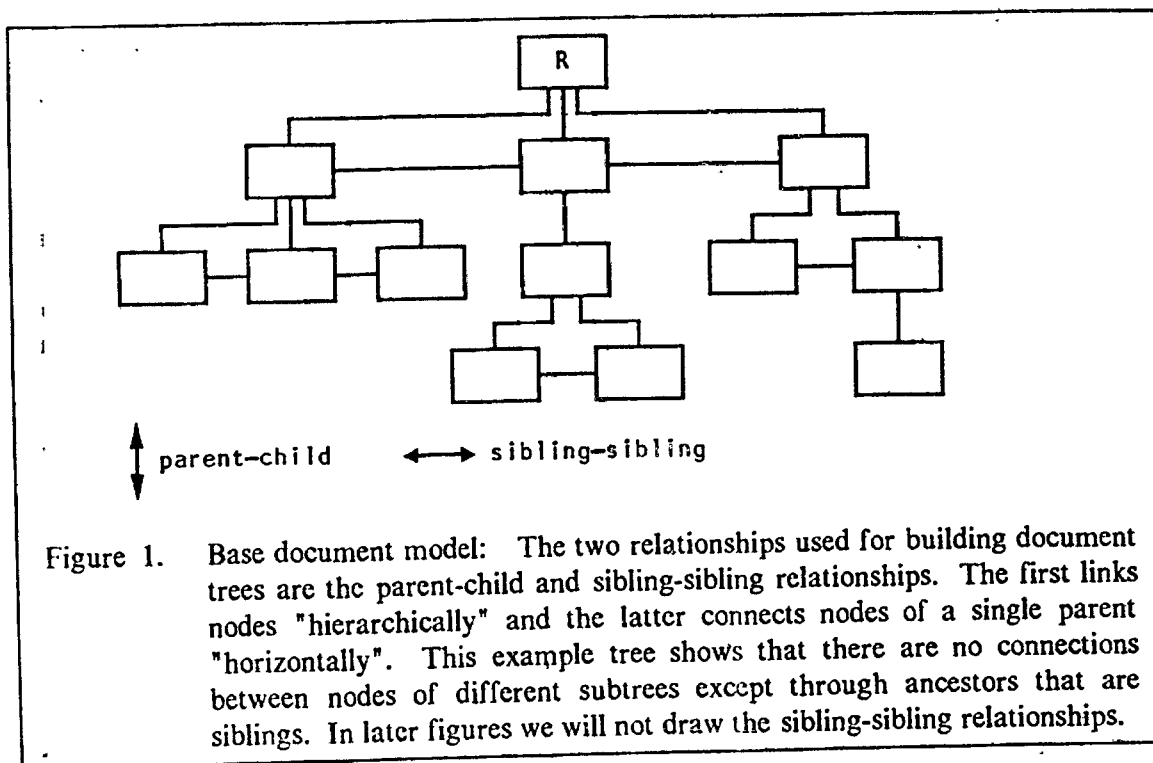 R
parent-child sibling-sibling
Figure 1. Base document model: The two relationships used for building document
trees are the parent-child and sibling-sibling relationships. The first links
nodes "hierarchically" and the latter connects nodes of a single parent
"horizontally". This example tree shows that there are no connections
between nodes of different subtrees except through ancestors that are
siblings. In later figures we will not draw the sibling-sibling relationships.